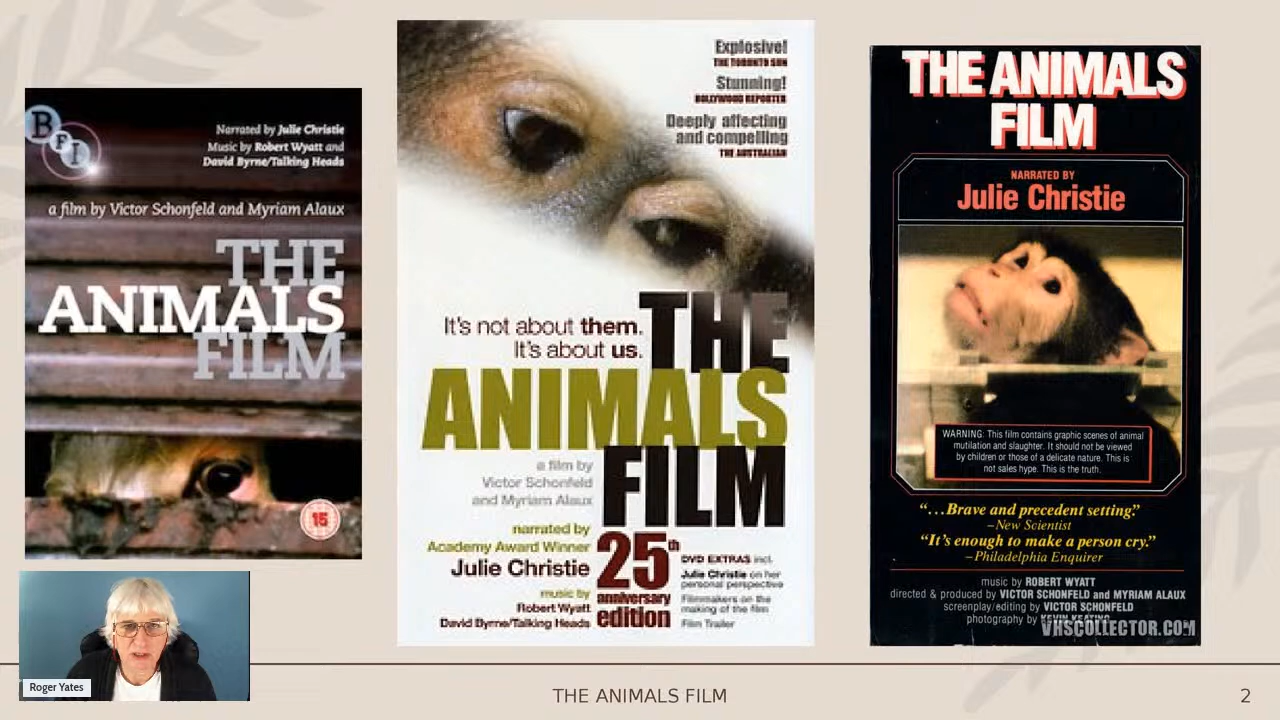 BFI
Narrated by Julie Christie
Music by Robert Wyatt and
David Byrne/Talking Heads
a film by Victor Schonfeld and Myriam Alaux
THE
ANIMALS
FILM
15
Explosive!
THE TORONTO SUN
Stunning!
HOLLYWOOD REPORTER
Deeply affecting
and compelling
THE AUSTRALIAN
It's not about them.
It's about us.
THE
ANIMALS
FILM
a film by
Victor Schonfeld
and Myriam Alaux
narrated by
Academy Award Winner
Julie Christie
music by
Robert Wyatt
David Byrne/Talking Heads
25th
anniversary
edition
DVD EXTRAS incl.
Julie Christie on her
personal perspective
Filmmakers on the
making of the film
Film Trailer
THE ANIMALS
FILM
NARRATED BY
Julie Christie
WARNING: This film contains graphic scenes of animal
mutilation and slaughter. It should not be viewed
by children or those of a delicate nature. This is
not sales hype. This is the truth.
“...Brave and precedent setting.”
–New Scientist
“It's enough to make a person cry.”
–Philadelphia Enquirer
music by ROBERT WYATT
directed & produced by VICTOR SCHONFELD and MYRIAM ALAUX
screenplay/editing by VICTOR SCHONFELD
photography by KEVIN KEATING
VHSCOLLECTOR.COM
Roger Yates
THE ANIMALS FILM
2